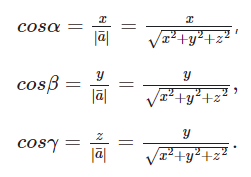 cosα = x/|ā| = x/√(x²+y²+z²),
cosβ = y/|ā| = y/√(x²+y²+z²),
cosγ = z/|ā| = y/√(x²+y²+z²).